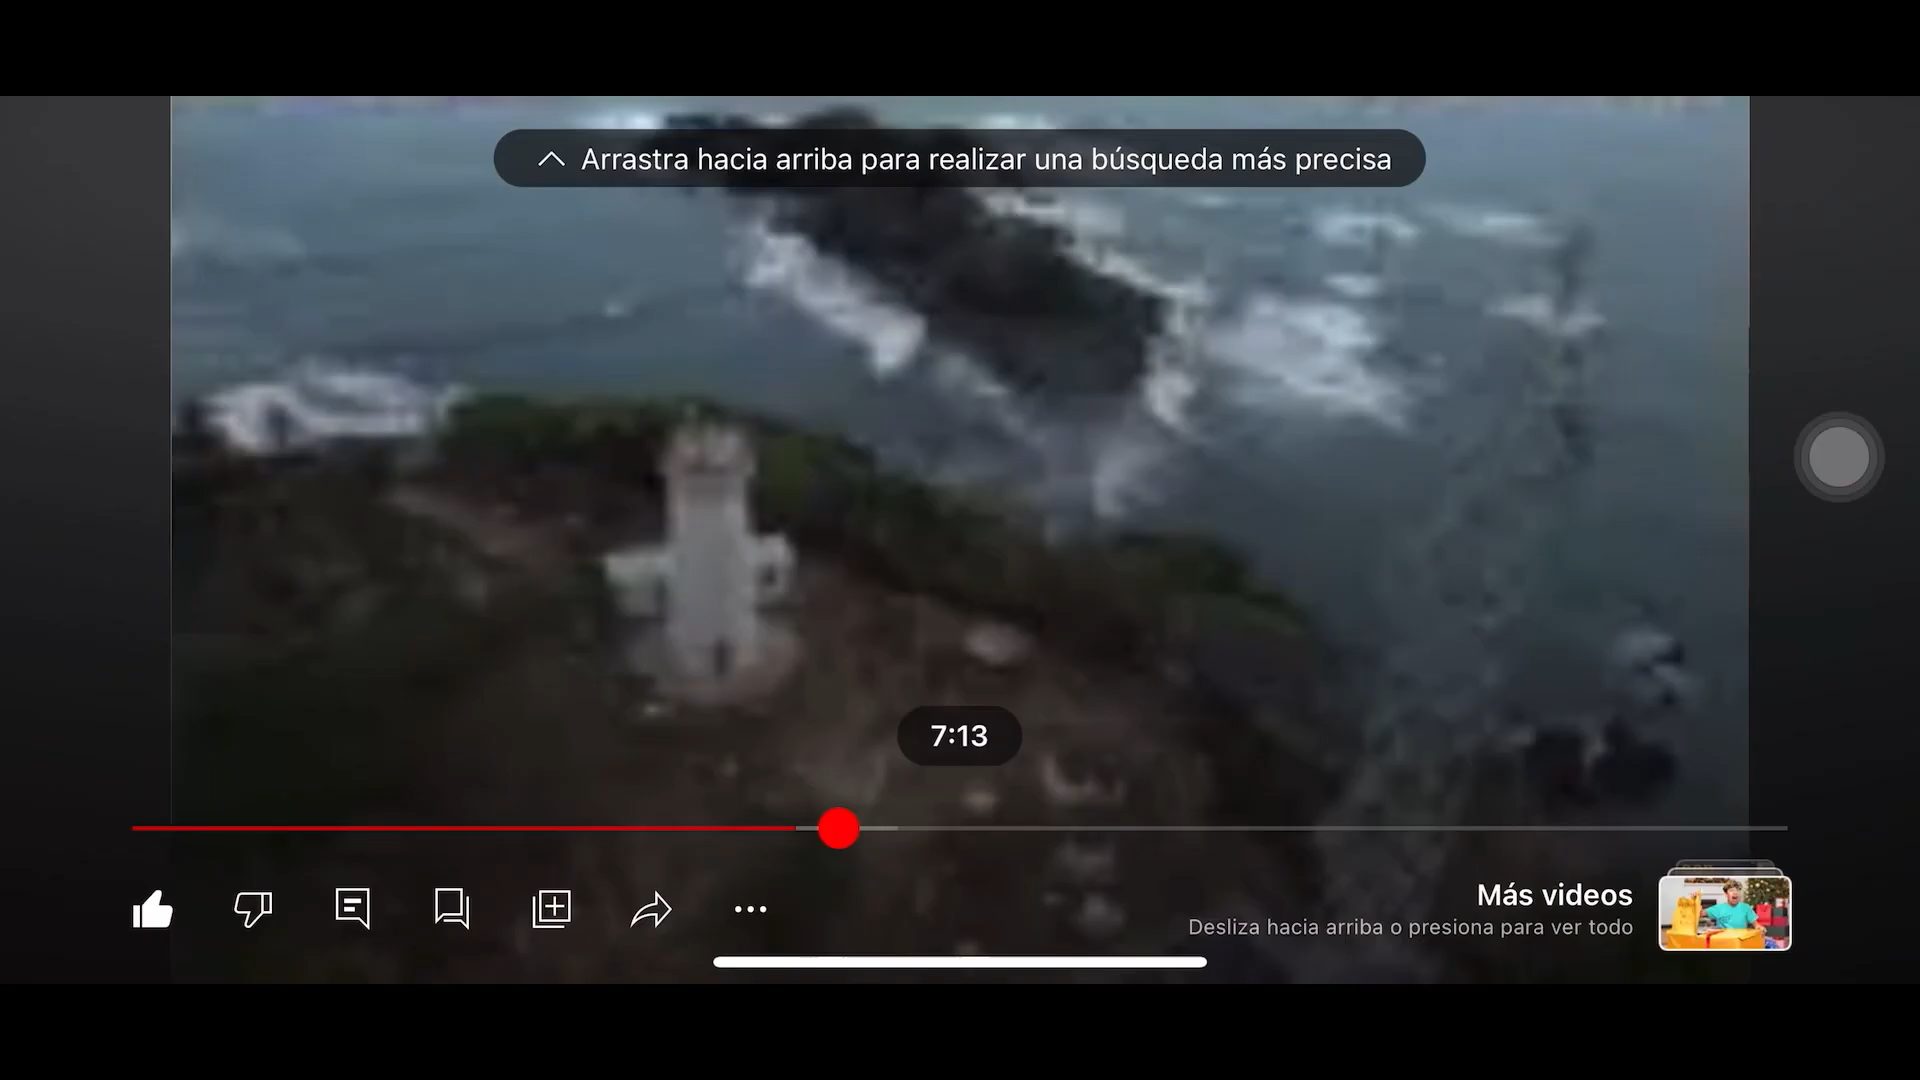 Arrastra hacia arriba para realizar una búsqueda más precisa
7:13
Más videos
Desliza hacia arriba o presiona para ver todo